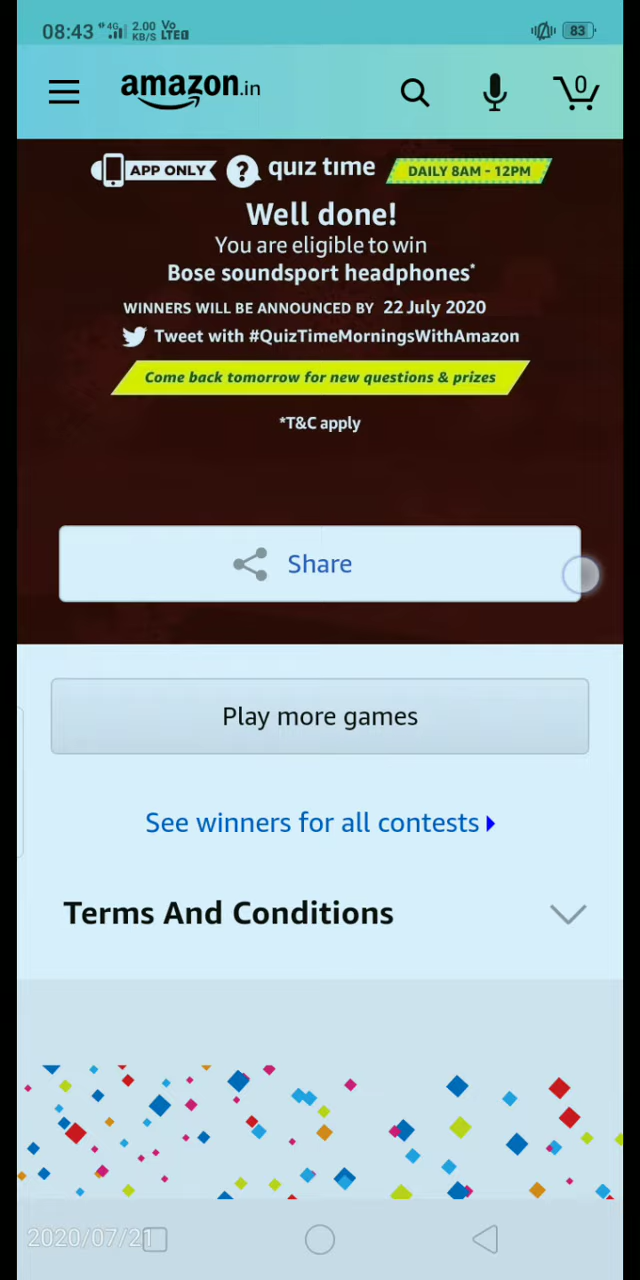 08:43 4G 2.00 KB/S Vo LTE 83
amazon.in 0
APP ONLY ? quiz time DAILY 8AM - 12PM
Well done!
You are eligible to win
Bose soundsport headphones*
WINNERS WILL BE ANNOUNCED BY 22 July 2020
Tweet with #QuizTimeMorningsWithAmazon
Come back tomorrow for new questions & prizes
*T&C apply
Share
Play more games
See winners for all contests
Terms And Conditions
2020/07/21